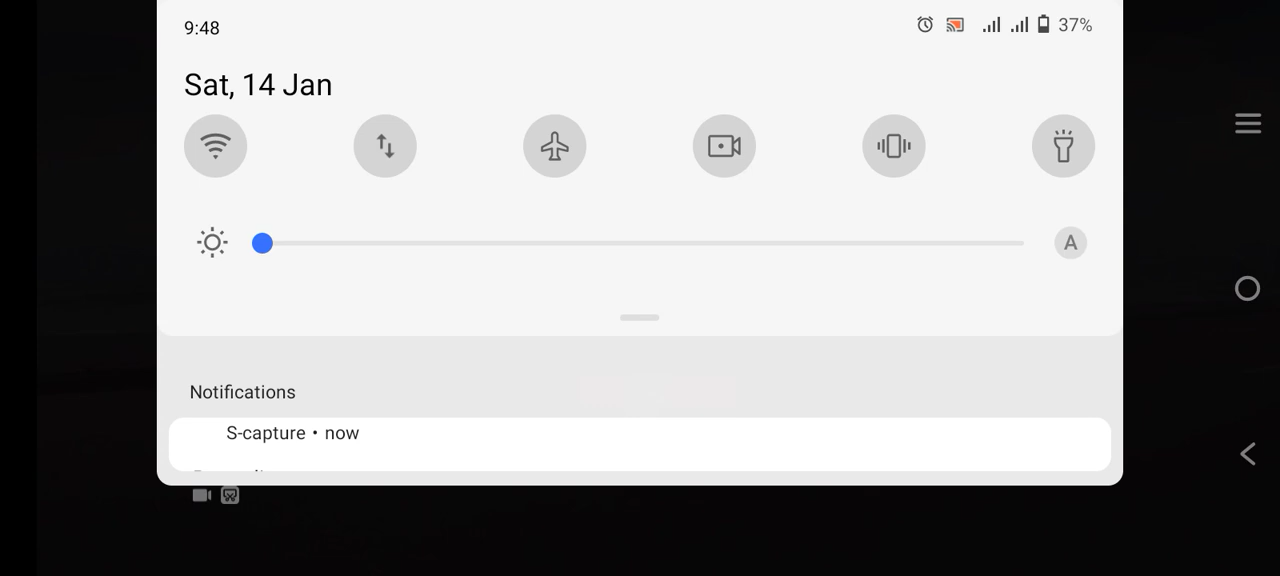 9:48
37%
Sat, 14 Jan
A
Notifications
S-capture • now